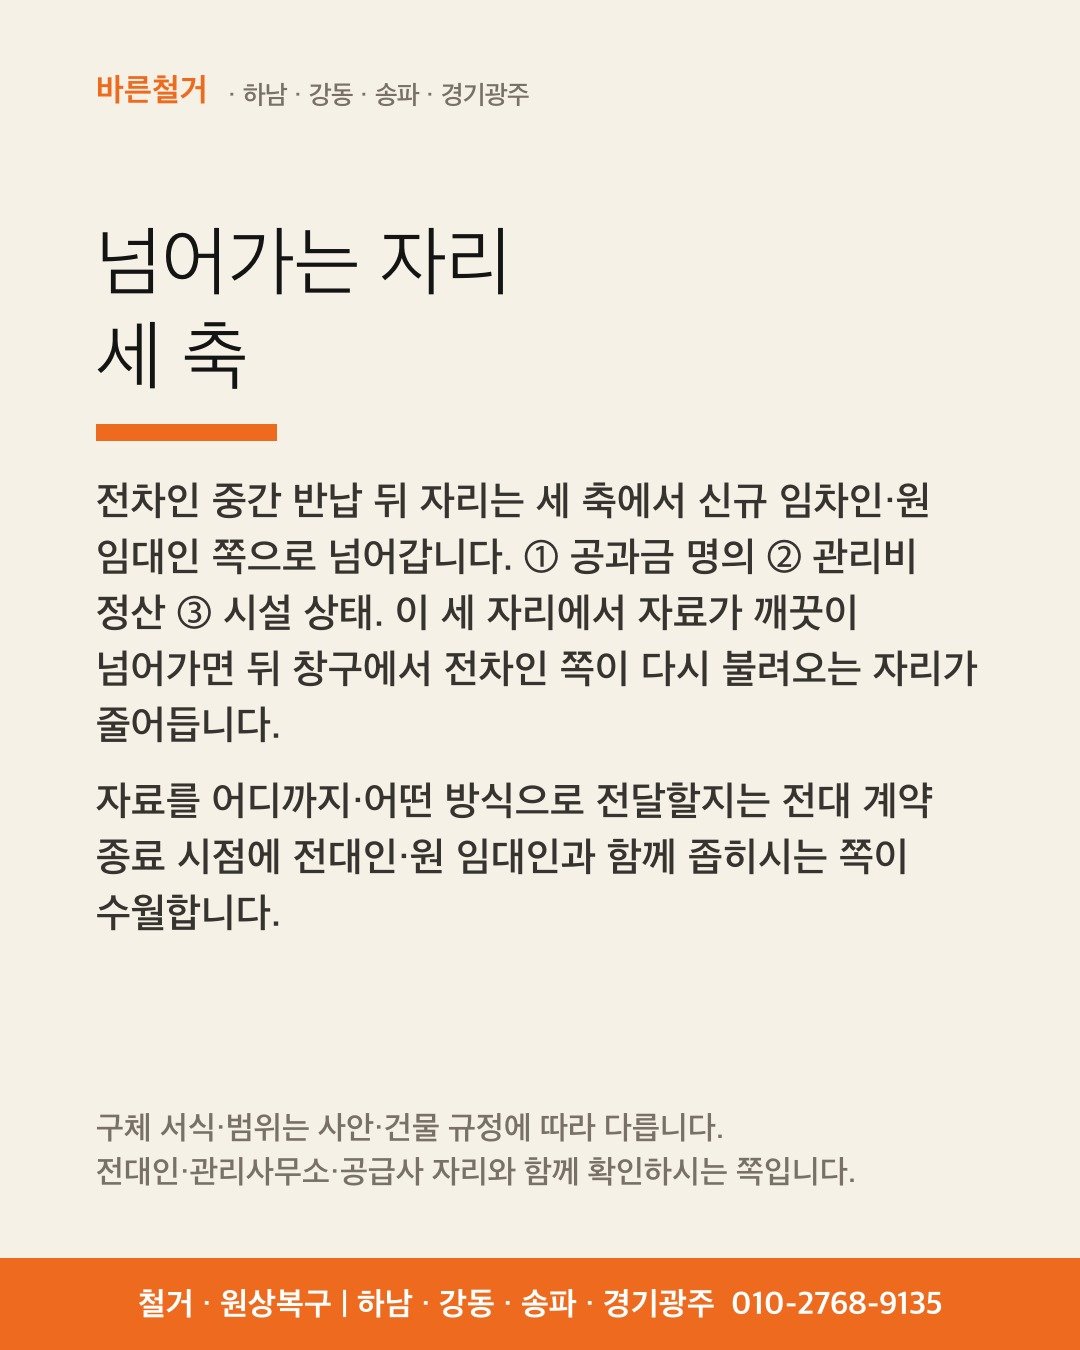 바른철거 · 하남 · 강동 · 송파 · 경기광주
넘어가는 자리
세 축
전차인 중간 반납 뒤 자리는 세 축에서 신규 임차인·원
임대인 쪽으로 넘어갑니다. ① 공과금 명의 ② 관리비
정산 ③ 시설 상태. 이 세 자리에서 자료가 깨끗이
넘어가면 뒤 창구에서 전차인 쪽이 다시 불려오는 자리가
줄어듭니다.
자료를 어디까지·어떤 방식으로 전달할지는 전대 계약
종료 시점에 전대인·원 임대인과 함께 좁히시는 쪽이
수월합니다.
구체 서식·범위는 사안·건물 규정에 따라 다릅니다.
전대인·관리사무소·공급사 자리와 함께 확인하시는 쪽입니다.
철거 · 원상복구 | 하남 · 강동 · 송파 · 경기광주 010-2768-9135